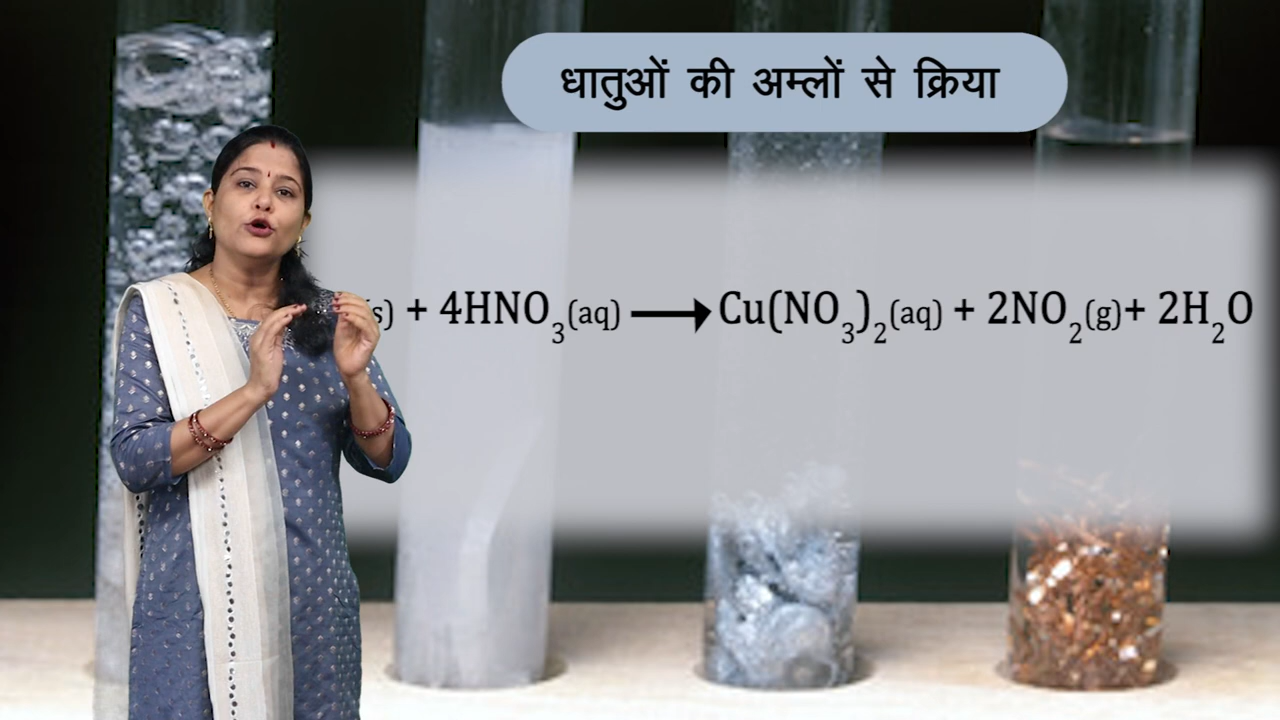 धातुओं की अम्लों से क्रिया
(s) + 4HNO₃(aq) ⟶ Cu(NO₃)₂(aq) + 2NO₂(g)+ 2H₂O